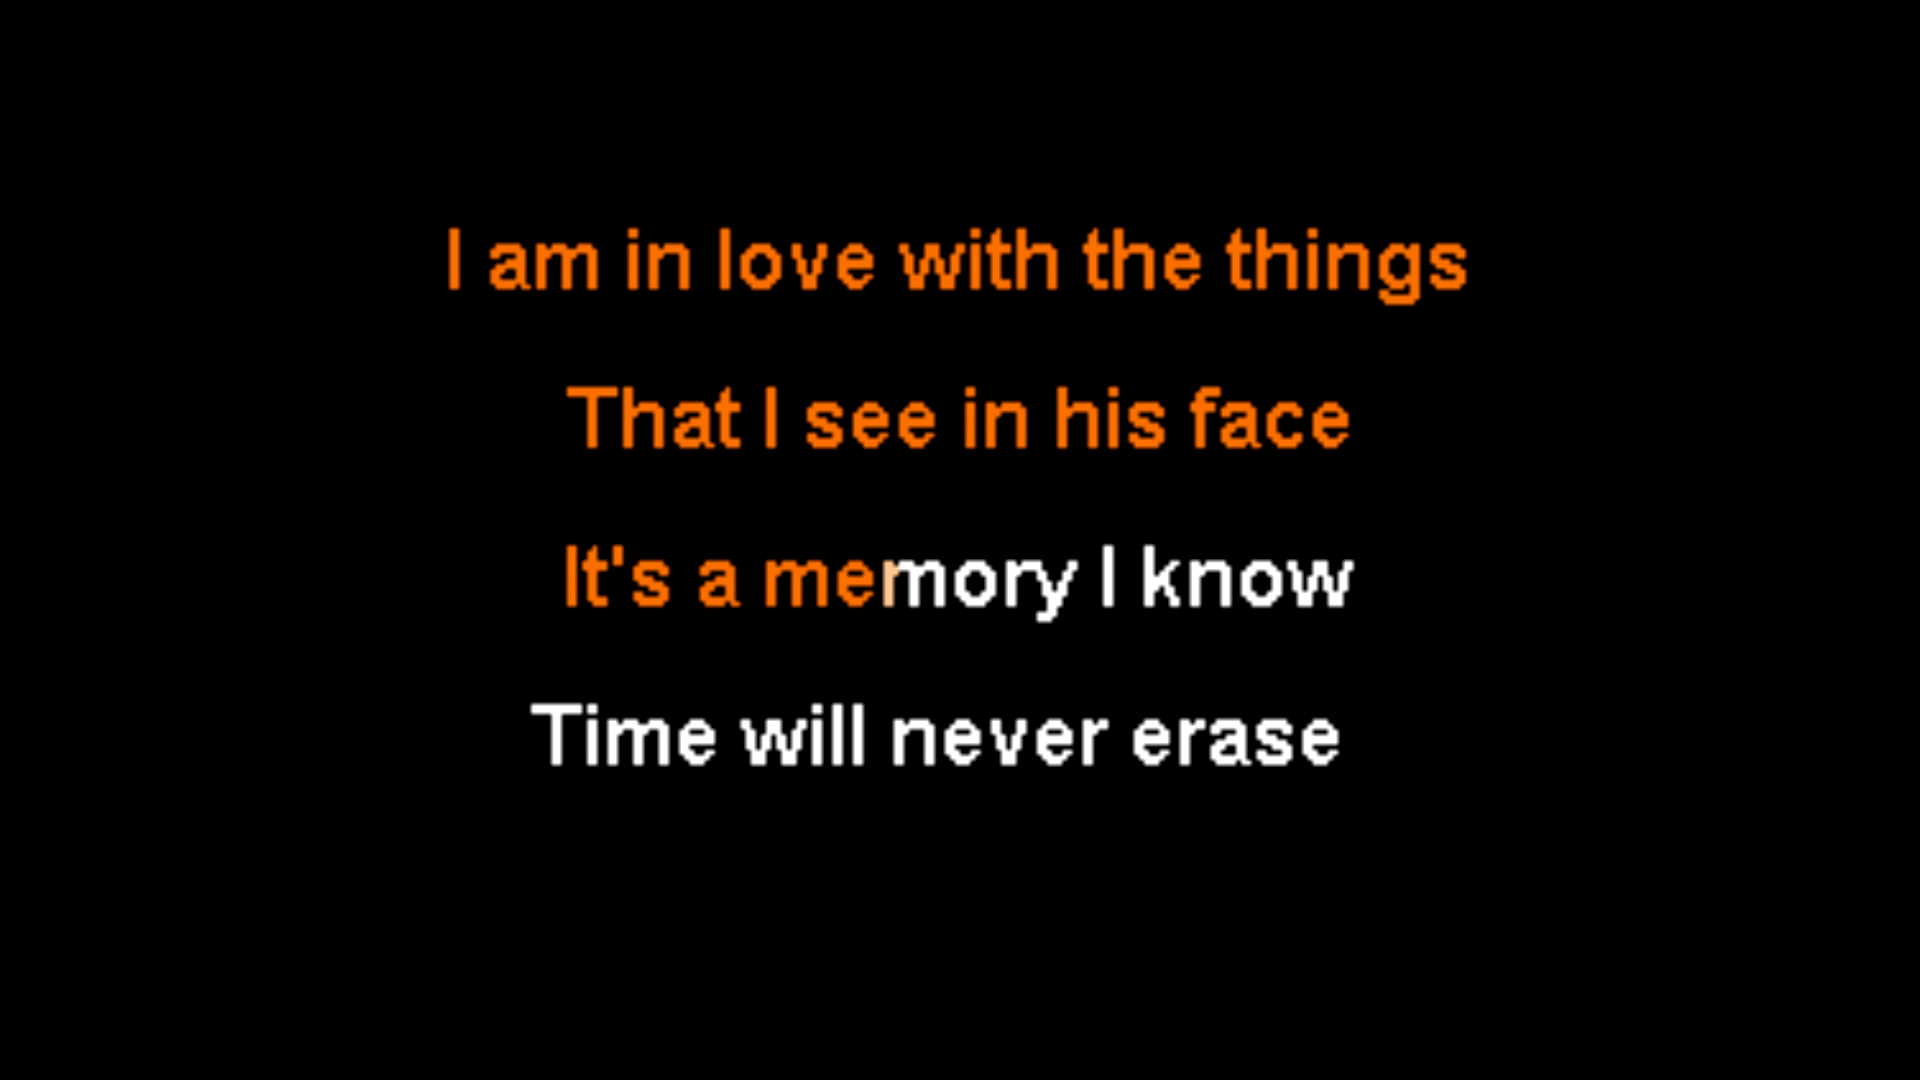 I am in love with the things
That I see in his face
It's a memory I know
Time will never erase